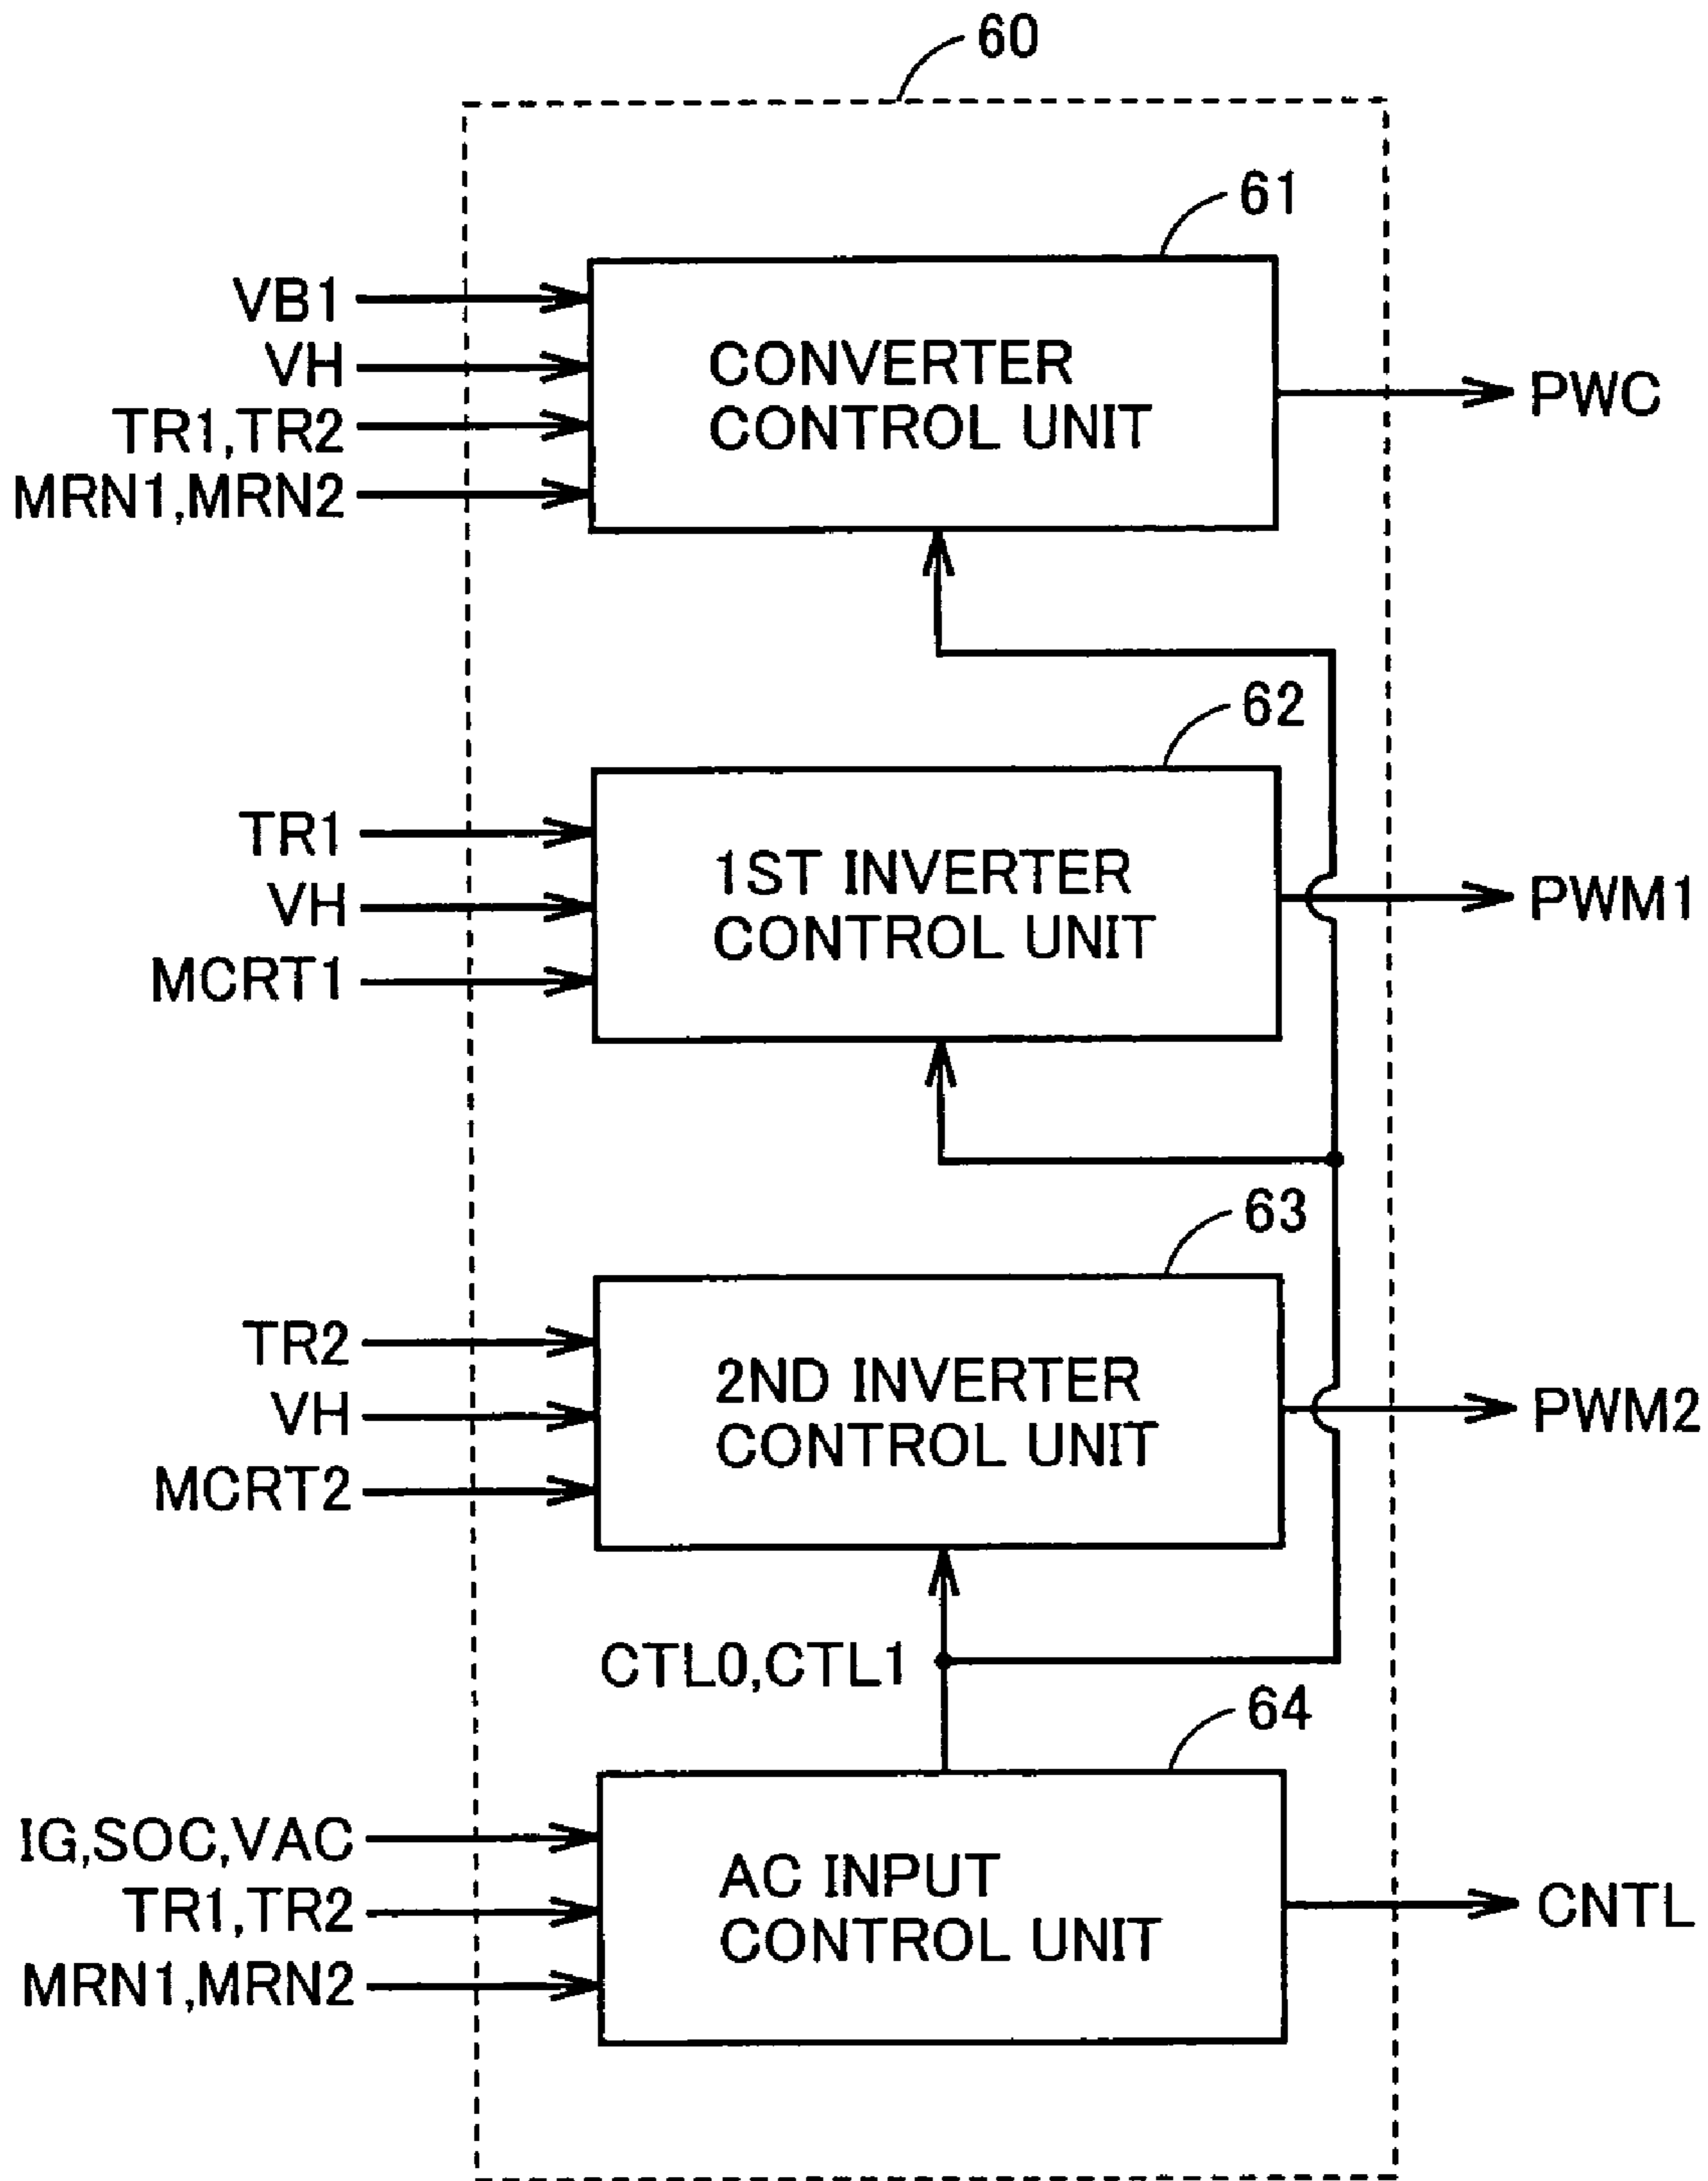 60
61
VB1
VH
TR1,TR2
MRN1,MRN2
CONVERTER
CONTROL UNIT
PWC
62
TR1
VH
MCRT1
1ST INVERTER
CONTROL UNIT
PWM1
63
TR2
VH
MCRT2
2ND INVERTER
CONTROL UNIT
PWM2
CTL0,CTL1
64
IG,SOC,VAC
TR1,TR2
MRN1,MRN2
AC INPUT
CONTROL UNIT
CNTL